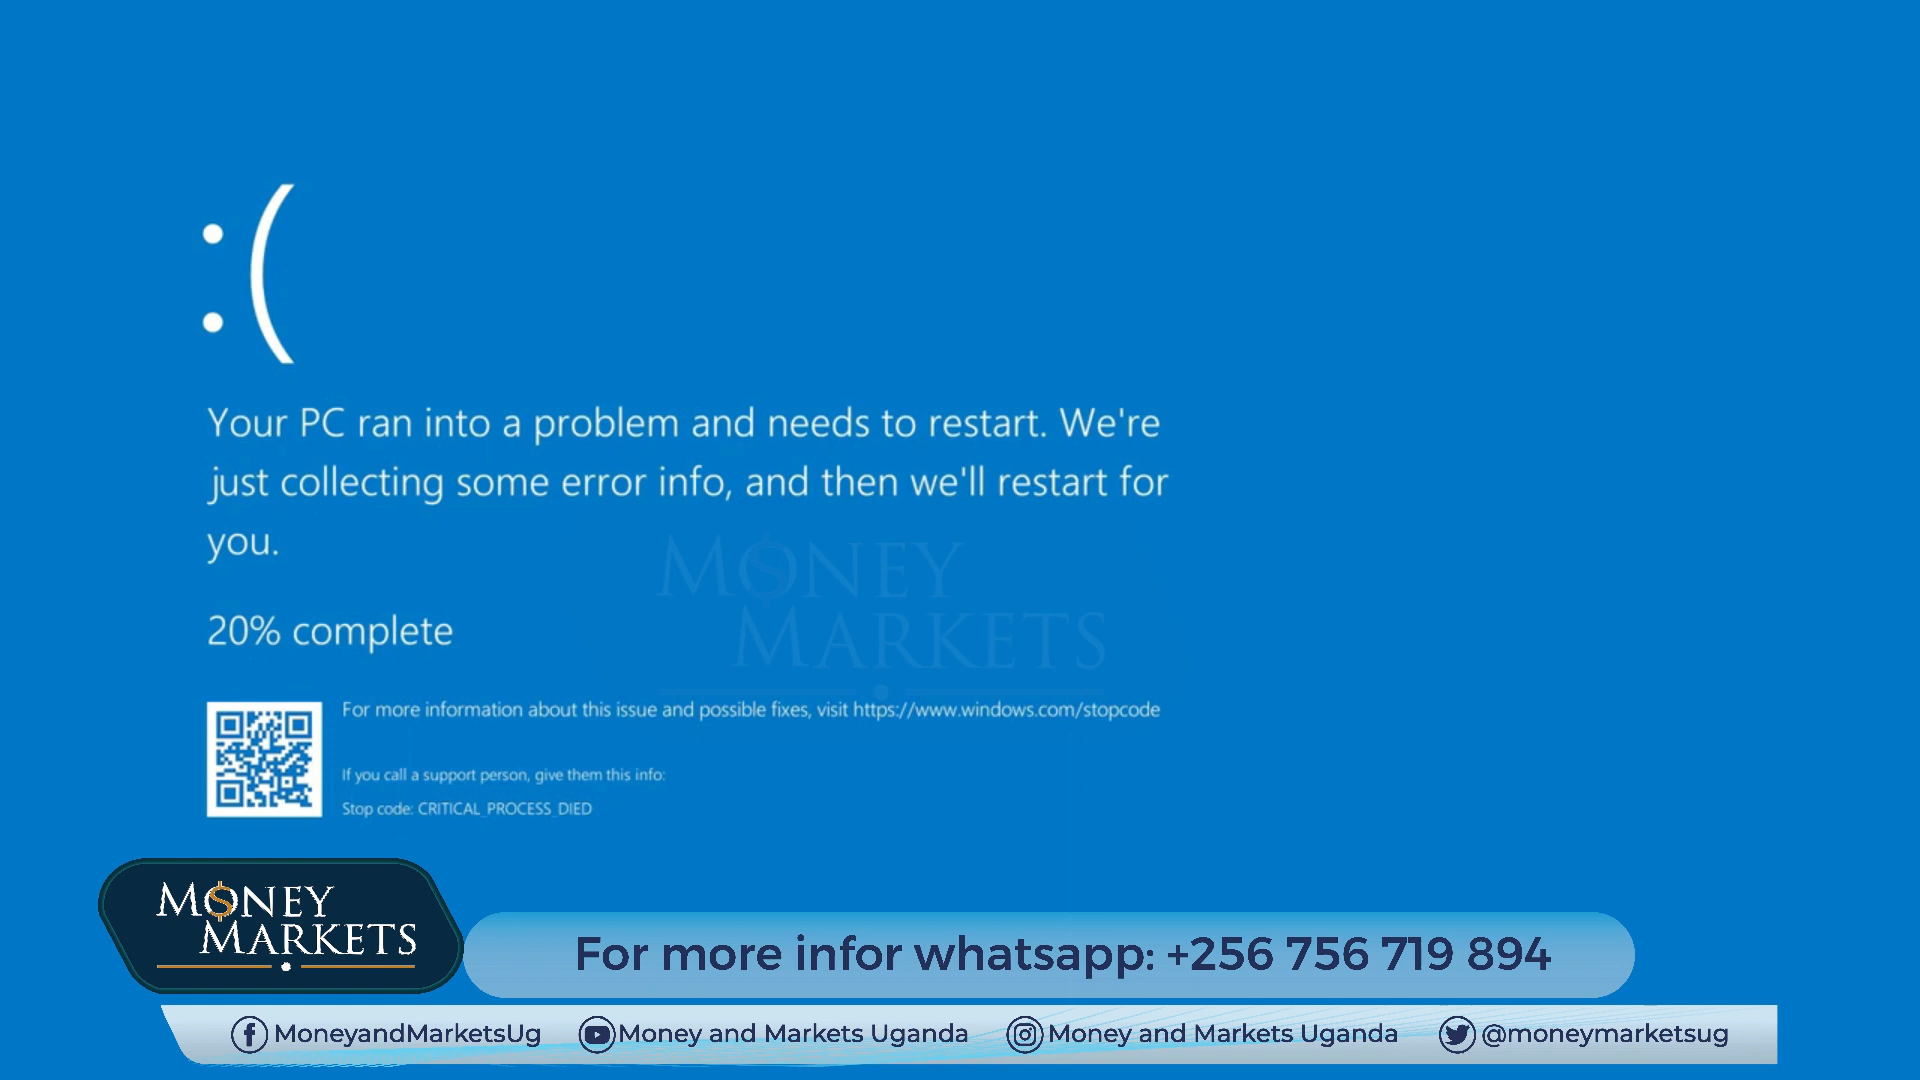 :(
Your PC ran into a problem and needs to restart. We're
just collecting some error info, and then we'll restart for
you.
20% complete
MONEY
MARKETS
For more information about this issue and possible fixes, visit https://www.windows.com/stopcode
If you call a support person, give them this info:
Stop code: CRITICAL_PROCESS_DIED
MONEY
MARKETS
For more infor whatsapp: +256 756 719 894
MoneyandMarketsUg Money and Markets Uganda Money and Markets Uganda @moneymarketsug